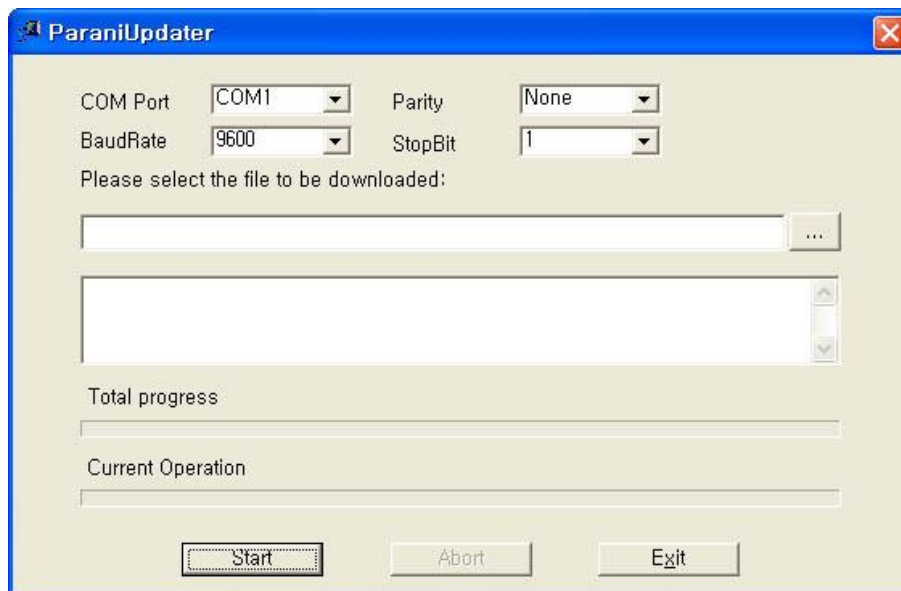 ParaniUpdater
COM Port COM1 Parity None
BaudRate 9600 StopBit 1
Please select the file to be downloaded:
...
Total progress
Current Operation
Start Abort Exit